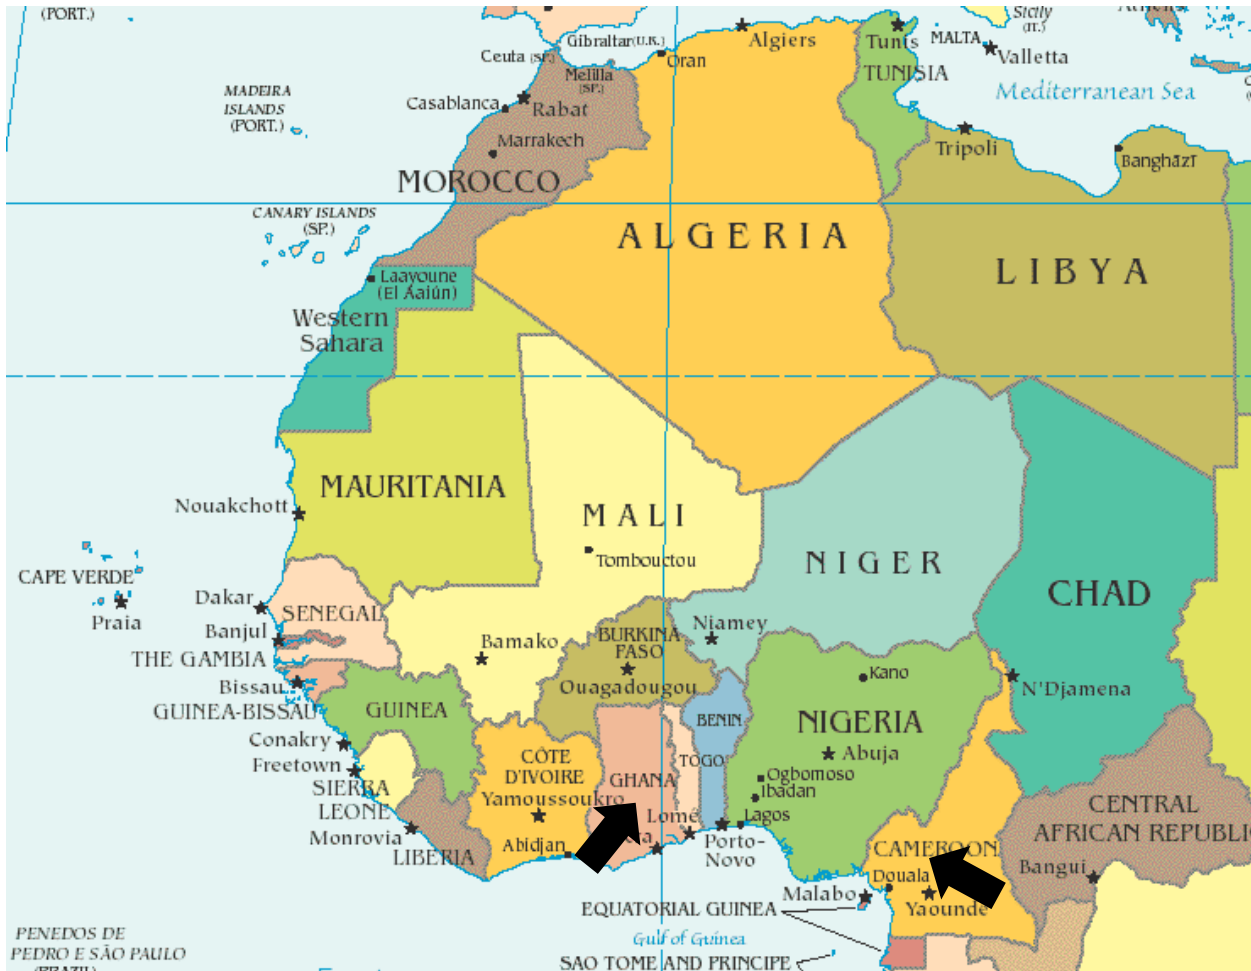 (PORT.)
Sicily
(IT.)
Gibraltar (U.K.)
Algiers
Tunis
MALTA
Valletta
Ceuta (SP.)
Oran
Melilla
(SP.)
TUNISIA
Mediterranean Sea
MADEIRA
ISLANDS
(PORT.)
Casablanca
Rabat
Marrakech
Tripoli
Banghāzī
MOROCCO
CANARY ISLANDS
(SP.)
ALGERIA
LIBYA
Laayoune
(El Aaiún)
Western
Sahara
MAURITANIA
Nouakchott
MALI
Tombouctou
NIGER
CHAD
CAPE VERDE
Praia
Dakar
SENEGAL
Banjul
THE GAMBIA
Bamako
BURKINA
FASO
Niamey
Ouagadougou
Kano
N'Djamena
Bissau
GUINEA-BISSAU
GUINEA
BENIN
NIGERIA
Abuja
Conakry
Freetown
SIERRA
LEONE
CÔTE
D'IVOIRE
GHANA
TOGO
Ogbomoso
Ibadan
Yamoussoukro
Lomé
Lagos
CENTRAL
AFRICAN REPUBLIC
Monrovia
LIBERIA
Abidjan
Porto-
Novo
CAMEROON
Bangui
Douala
Malabo
Yaounde
EQUATORIAL GUINEA
Gulf of Guinea
SAO TOME AND PRINCIPE
PENEDOS DE
PEDRO E SÃO PAULO
(BRAZIL)